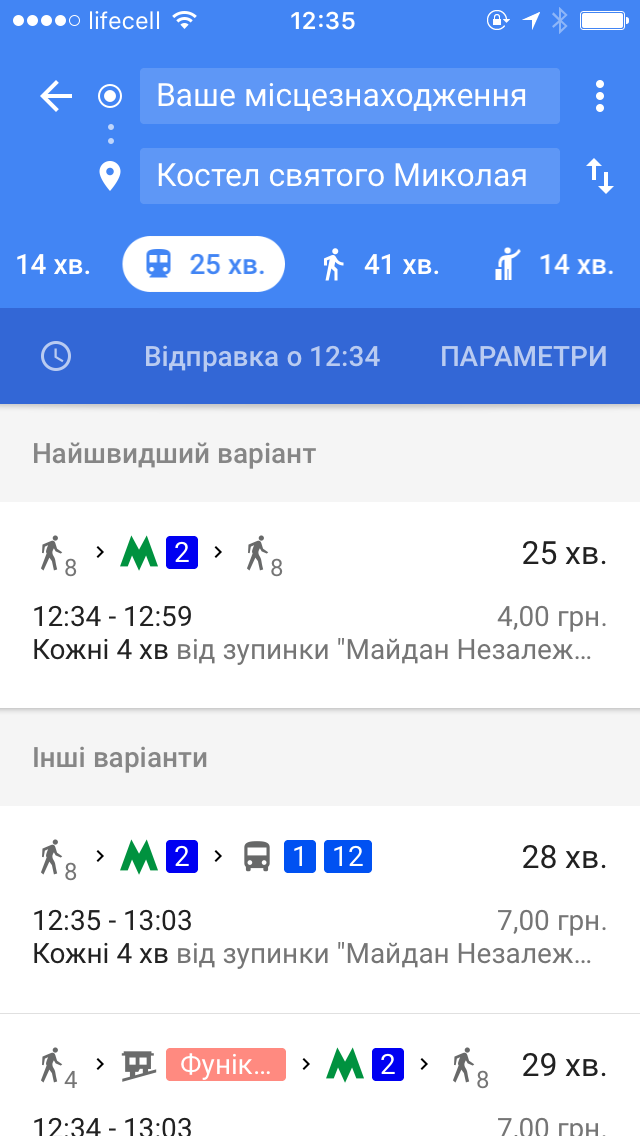 lifecell 12:35
Ваше місцезнаходження
Костел святого Миколая
14 хв. 25 хв. 41 хв. 14 хв.
Відправка о 12:34 ПАРАМЕТРИ
Найшвидший варіант
8 > M 2 > 8 25 хв.
12:34 - 12:59 4,00 грн.
Кожні 4 хв від зупинки "Майдан Незалеж...
Інші варіанти
8 > M 2 > 1 12 28 хв.
12:35 - 13:03 7,00 грн.
Кожні 4 хв від зупинки "Майдан Незалеж...
4 > Фунік... > M 2 > 8 29 хв.
12:34 - 13:03 7,00 грн.